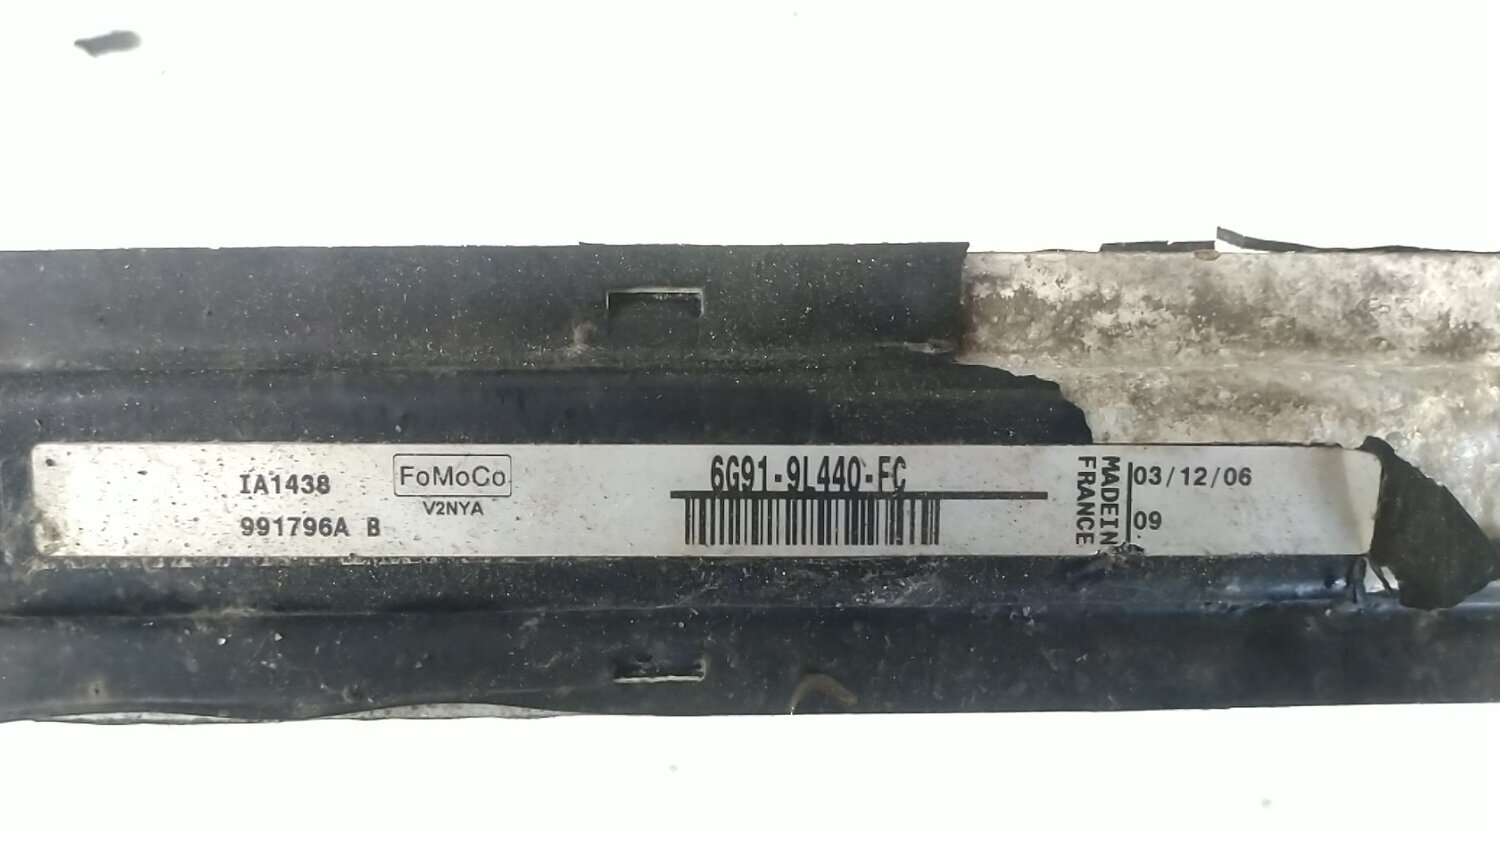 IA1438
991796A B
FoMoCo
V2NYA
6G91-9L440-FC
MADE IN
FRANCE
03/12/06
09